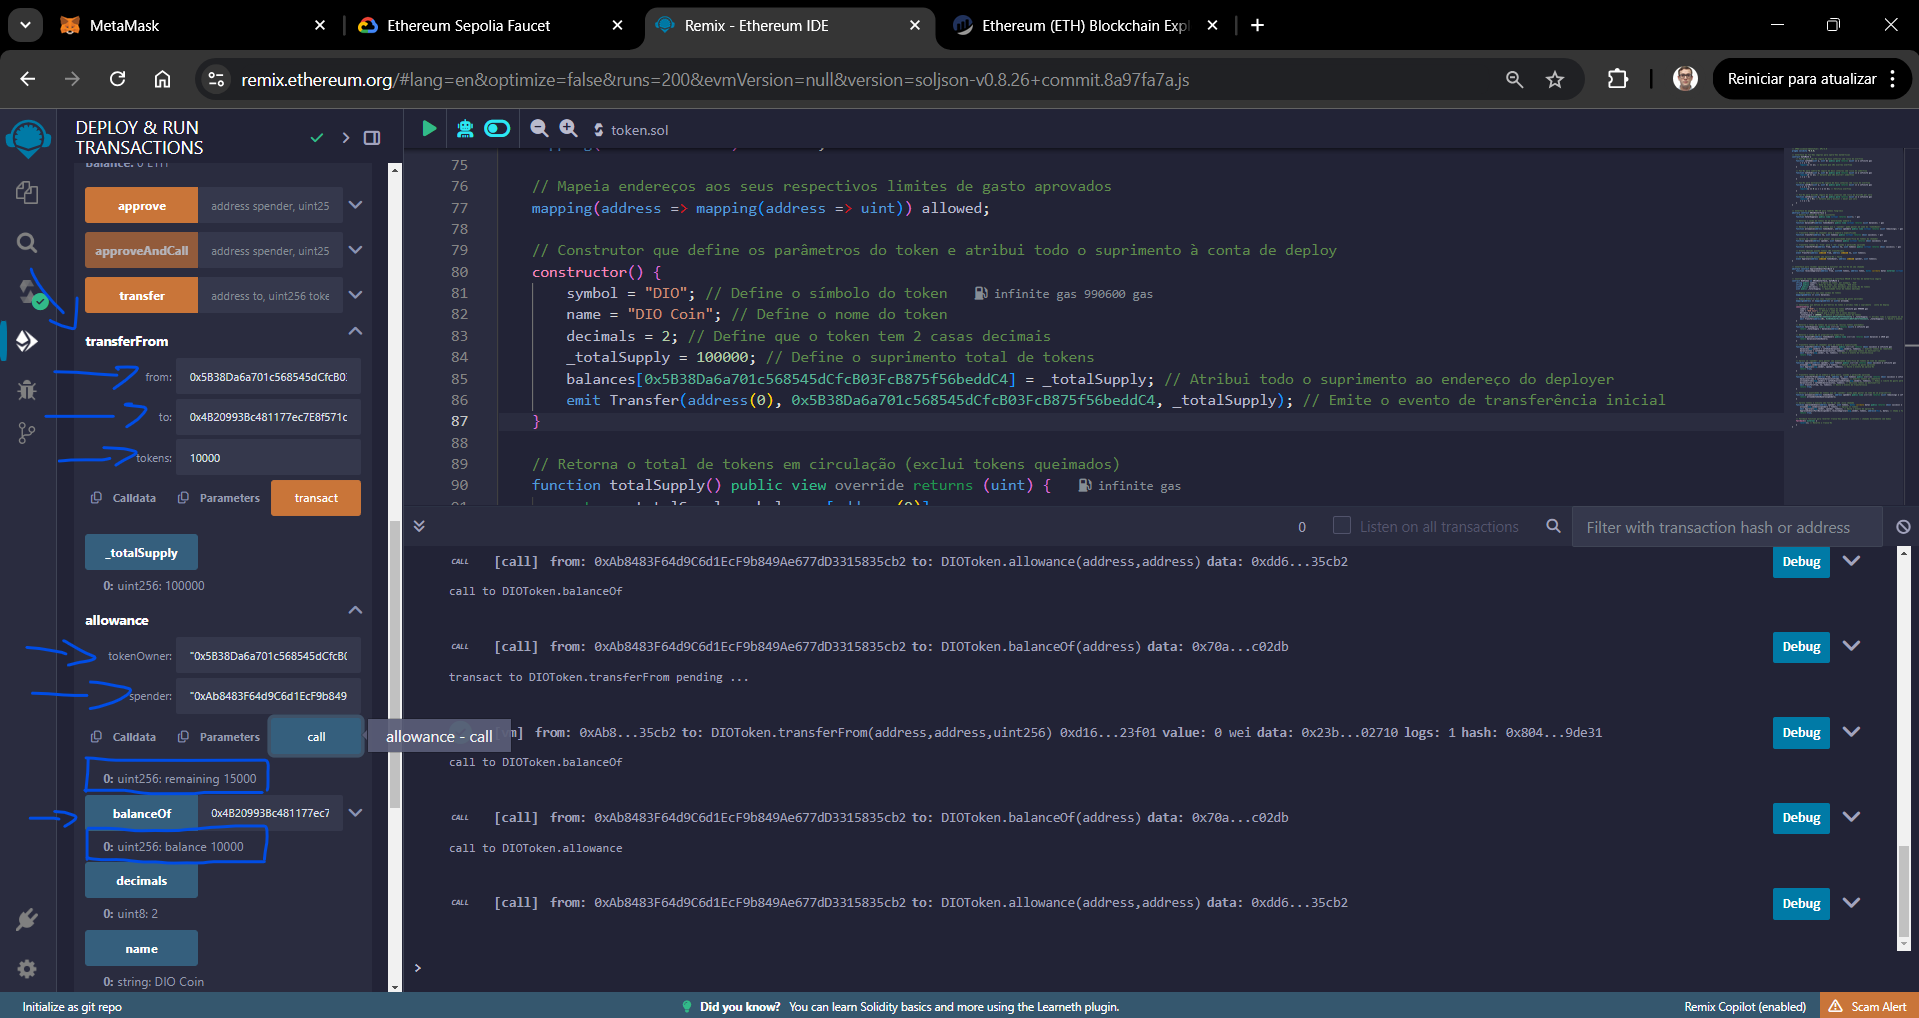 MetaMask
Ethereum Sepolia Faucet
Remix - Ethereum IDE
Ethereum (ETH) Blockchain Expl
remix.ethereum.org/#lang=en&optimize=false&runs=200&evmVersion=null&version=soljson-v0.8.26+commit.8a97fa7a.js
Reiniciar para atualizar
DEPLOY & RUN
TRANSACTIONS
Balance: 0 ETH
approve address spender, uint25
approveAndCall address spender, uint25
transfer address to, uint256 toke
transferFrom
from: 0x5B38Da6a701c568545dCfcB0
to: 0x4B20993Bc481177ec7E8f571c
tokens: 10000
Calldata Parameters transact
_totalSupply
0: uint256: 100000
allowance
tokenOwner: "0x5B38Da6a701c568545dCfcB(
spender: "0xAb8483F64d9C6d1EcF9b849
Calldata Parameters call
allowance - call
0: uint256: remaining 15000
balanceOf 0x4B20993Bc481177ec7
0: uint256: balance 10000
decimals
0: uint8: 2
name
0: string: DIO Coin
token.sol
75
76 // Mapeia endereços aos seus respectivos limites de gasto aprovados
77 mapping(address => mapping(address => uint)) allowed;
78
79 // Construtor que define os parâmetros do token e atribui todo o suprimento à conta de deploy
80 constructor() {
81 symbol = "DIO"; // Define o símbolo do token infinite gas 990600 gas
82 name = "DIO Coin"; // Define o nome do token
83 decimals = 2; // Define que o token tem 2 casas decimais
84 _totalSupply = 100000; // Define o suprimento total de tokens
85 balances[0x5B38Da6a701c568545dCfcB03FcB875f56beddC4] = _totalSupply; // Atribui todo o suprimento ao endereço do deployer
86 emit Transfer(address(0), 0x5B38Da6a701c568545dCfcB03FcB875f56beddC4, _totalSupply); // Emite o evento de transferência inicial
87 }
88
89 // Retorna o total de tokens em circulação (exclui tokens queimados)
90 function totalSupply() public view override returns (uint) { infinite gas
0 Listen on all transactions Filter with transaction hash or address
CALL [call] from: 0xAb8483F64d9C6d1EcF9b849Ae677dD3315835cb2 to: DIOToken.allowance(address,address) data: 0xdd6...35cb2 Debug
call to DIOToken.balanceOf
CALL [call] from: 0xAb8483F64d9C6d1EcF9b849Ae677dD3315835cb2 to: DIOToken.balanceOf(address) data: 0x70a...c02db Debug
transact to DIOToken.transferFrom pending ...
m] from: 0xAb8...35cb2 to: DIOToken.transferFrom(address,address,uint256) 0xd16...23f01 value: 0 wei data: 0x23b...02710 logs: 1 hash: 0x804...9de31 Debug
call to DIOToken.balanceOf
CALL [call] from: 0xAb8483F64d9C6d1EcF9b849Ae677dD3315835cb2 to: DIOToken.balanceOf(address) data: 0x70a...c02db Debug
call to DIOToken.allowance
CALL [call] from: 0xAb8483F64d9C6d1EcF9b849Ae677dD3315835cb2 to: DIOToken.allowance(address,address) data: 0xdd6...35cb2 Debug
>
Initialize as git repo
Did you know? You can learn Solidity basics and more using the Learneth plugin.
Remix Copilot (enabled)
Scam Alert